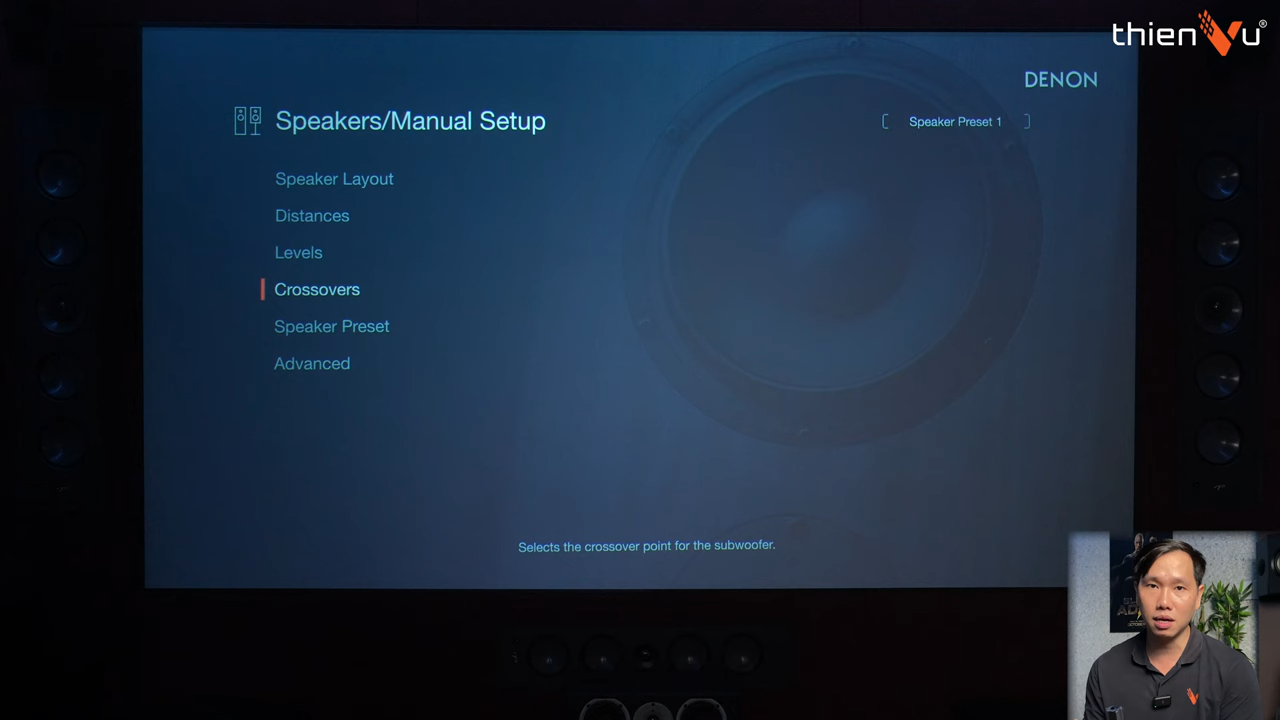 thienVu®
DENON
Speakers/Manual Setup
Speaker Preset 1
Speaker Layout
Distances
Levels
Crossovers
Speaker Preset
Advanced
Selects the crossover point for the subwoofer.